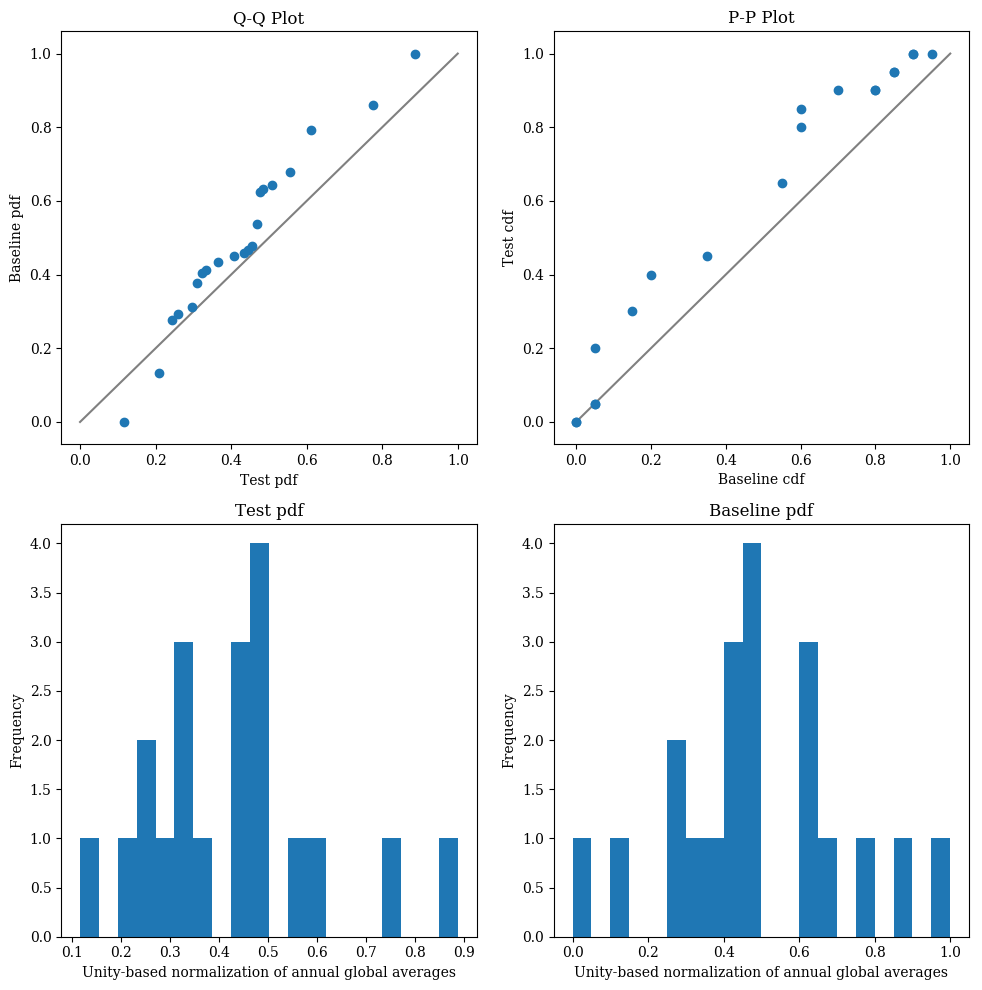 Q-Q Plot
1.0
0.8
0.6
0.4
0.2
0.0
Baseline pdf
0.0 0.2 0.4 0.6 0.8 1.0
Test pdf
P-P Plot
1.0
0.8
0.6
0.4
0.2
0.0
Test cdf
0.0 0.2 0.4 0.6 0.8 1.0
Baseline cdf
Test pdf
4.0
3.5
3.0
2.5
2.0
1.5
1.0
0.5
0.0
Frequency
0.1 0.2 0.3 0.4 0.5 0.6 0.7 0.8 0.9
Unity-based normalization of annual global averages
Baseline pdf
4.0
3.5
3.0
2.5
2.0
1.5
1.0
0.5
0.0
Frequency
0.0 0.2 0.4 0.6 0.8 1.0
Unity-based normalization of annual global averages